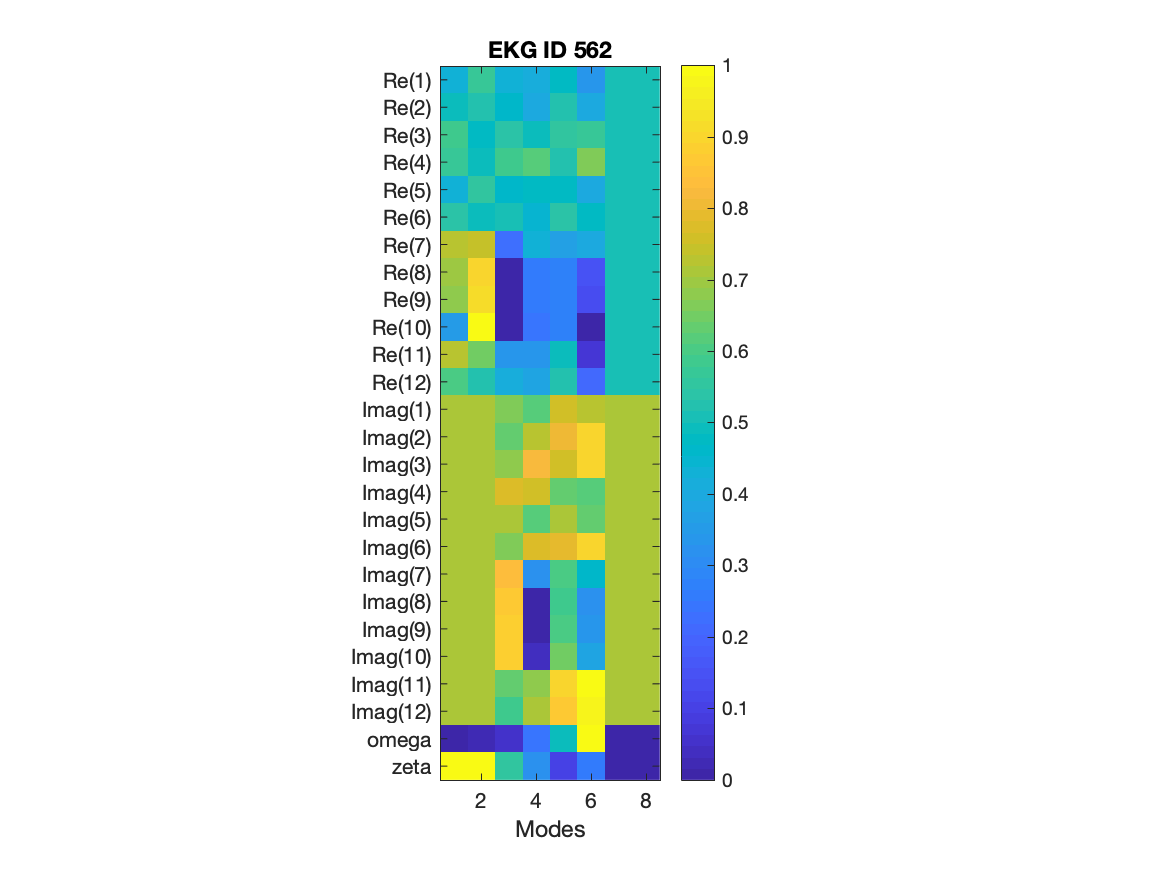 EKG ID 562
Re(1)
Re(2)
Re(3)
Re(4)
Re(5)
Re(6)
Re(7)
Re(8)
Re(9)
Re(10)
Re(11)
Re(12)
Imag(1)
Imag(2)
Imag(3)
Imag(4)
Imag(5)
Imag(6)
Imag(7)
Imag(8)
Imag(9)
Imag(10)
Imag(11)
Imag(12)
omega
zeta
2 4 6 8
Modes
1
0.9
0.8
0.7
0.6
0.5
0.4
0.3
0.2
0.1
0